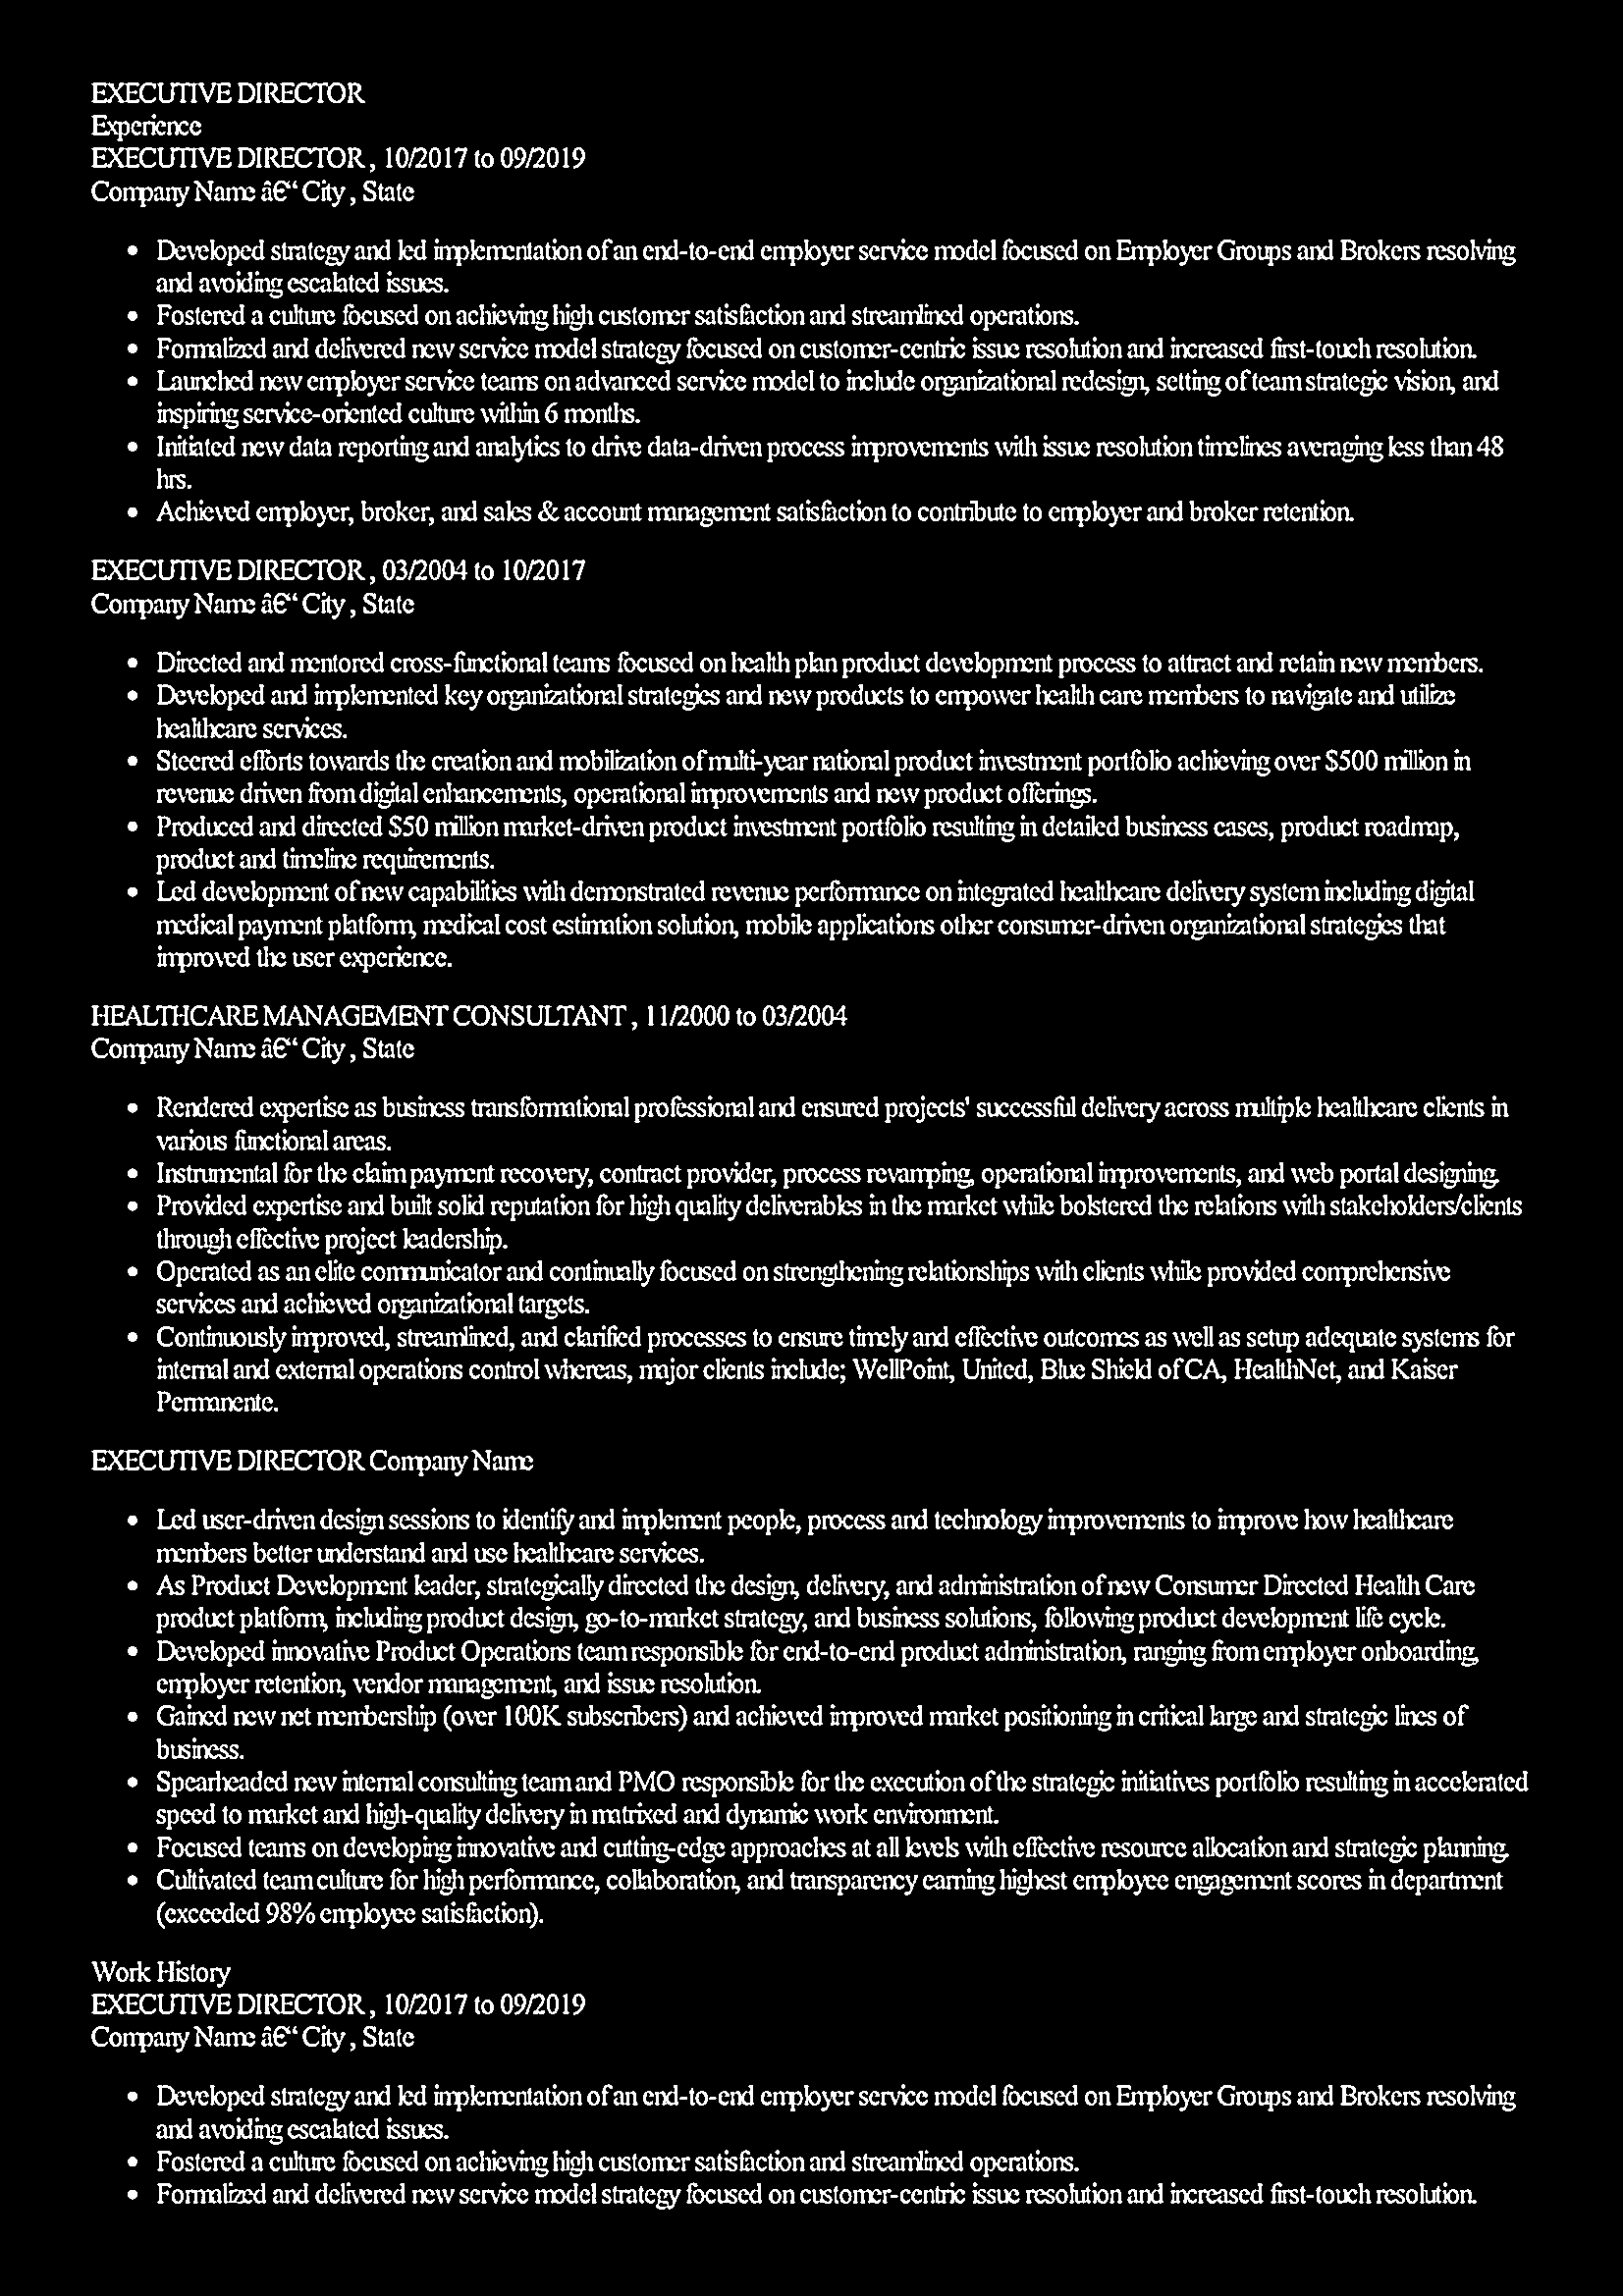 EXECUTIVE DIRECTOR
Experience
EXECUTIVE DIRECTOR , 10/2017 to 09/2019
Company Name â€“ City , State
• Developed strategy and led implementation of an end-to-end employer service model focused on Employer Groups and Brokers resolving
and avoiding escalated issues.
• Fostered a culture focused on achieving high customer satisfaction and streamlined operations.
• Formalized and delivered new service model strategy focused on customer-centric issue resolution and increased first-touch resolution.
• Launched new employer service teams on advanced service model to include organizational redesign, setting of team strategic vision, and
inspiring service-oriented culture within 6 months.
• Initiated new data reporting and analytics to drive data-driven process improvements with issue resolution timelines averaging less than 48
hrs.
• Achieved employer, broker, and sales & account management satisfaction to contribute to employer and broker retention.
EXECUTIVE DIRECTOR , 03/2004 to 10/2017
Company Name â€“ City , State
• Directed and mentored cross-functional teams focused on health plan product development process to attract and retain new members.
• Developed and implemented key organizational strategies and new products to empower health care members to navigate and utilize
healthcare services.
• Steered efforts towards the creation and mobilization of multi-year national product investment portfolio achieving over $500 million in
revenue driven from digital enhancements, operational improvements and new product offerings.
• Produced and directed $50 million market-driven product investment portfolio resulting in detailed business cases, product roadmap,
product and timeline requirements.
• Led development of new capabilities with demonstrated revenue performance on integrated healthcare delivery system including digital
medical payment platform, medical cost estimation solution, mobile applications other consumer-driven organizational strategies that
improved the user experience.
HEALTHCARE MANAGEMENT CONSULTANT , 11/2000 to 03/2004
Company Name â€“ City , State
• Rendered expertise as business transformational professional and ensured projects' successful delivery across multiple healthcare clients in
various functional areas.
• Instrumental for the claim payment recovery, contract provider, process revamping, operational improvements, and web portal designing.
• Provided expertise and built solid reputation for high quality deliverables in the market while bolstered the relations with stakeholders/clients
through effective project leadership.
• Operated as an elite communicator and continually focused on strengthening relationships with clients while provided comprehensive
services and achieved organizational targets.
• Continuously improved, streamlined, and clarified processes to ensure timely and effective outcomes as well as setup adequate systems for
internal and external operations control whereas, major clients include; WellPoint, United, Blue Shield of CA, HealthNet, and Kaiser
Permanente.
EXECUTIVE DIRECTOR Company Name
• Led user-driven design sessions to identify and implement people, process and technology improvements to improve how healthcare
members better understand and use healthcare services.
• As Product Development leader, strategically directed the design, delivery, and administration of new Consumer Directed Health Care
product platform, including product design, go-to-market strategy, and business solutions, following product development life cycle.
• Developed innovative Product Operations team responsible for end-to-end product administration, ranging from employer onboarding,
employer retention, vendor management, and issue resolution.
• Gained new net membership (over 100K subscribers) and achieved improved market positioning in critical large and strategic lines of
business.
• Spearheaded new internal consulting team and PMO responsible for the execution of the strategic initiatives portfolio resulting in accelerated
speed to market and high-quality delivery in matrixed and dynamic work environment.
• Focused teams on developing innovative and cutting-edge approaches at all levels with effective resource allocation and strategic planning.
• Cultivated team culture for high performance, collaboration, and transparency earning highest employee engagement scores in department
(exceeded 98% employee satisfaction).
Work History
EXECUTIVE DIRECTOR , 10/2017 to 09/2019
Company Name â€“ City , State
• Developed strategy and led implementation of an end-to-end employer service model focused on Employer Groups and Brokers resolving
and avoiding escalated issues.
• Fostered a culture focused on achieving high customer satisfaction and streamlined operations.
• Formalized and delivered new service model strategy focused on customer-centric issue resolution and increased first-touch resolution.